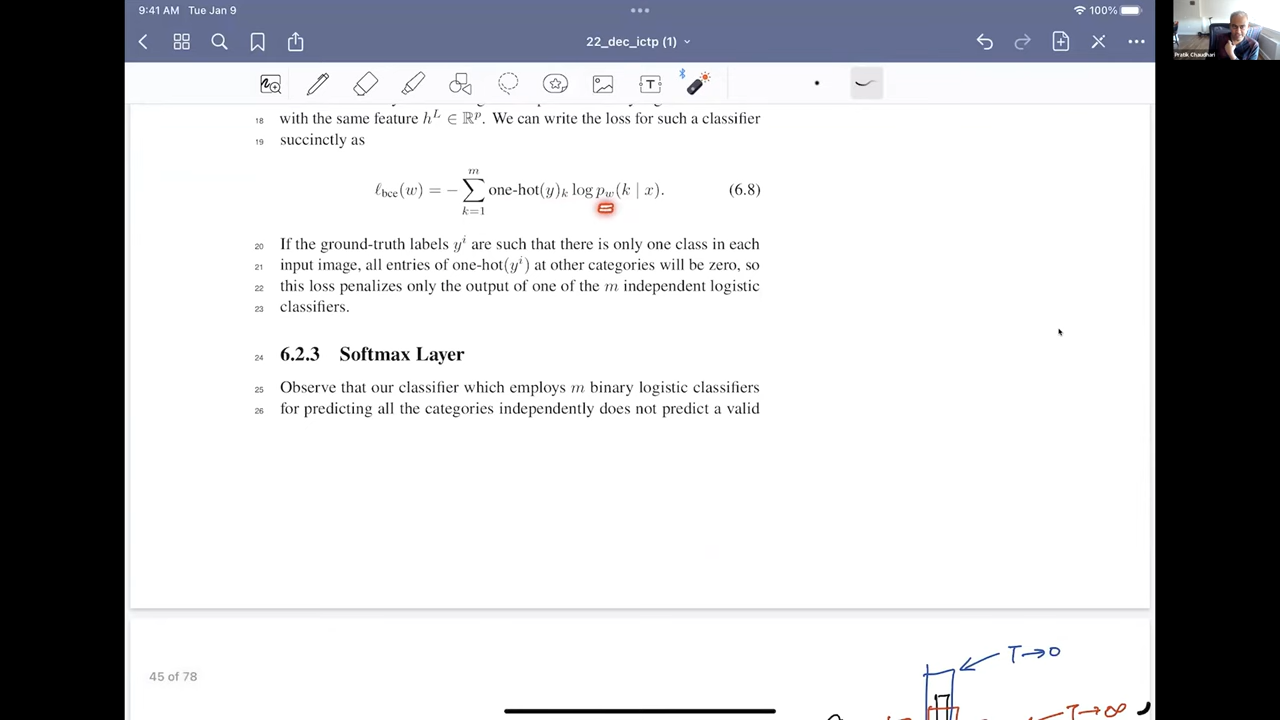 9:41 AM Tue Jan 9
100%
22_dec_ictp (1)
Pratik Chaudhari
18 with the same feature h^L ∈ ℝ^p. We can write the loss for such a classifier
19 succinctly as
ℓ_bce(w) = − ∑_{k=1}^{m} one-hot(y)_k log p_w(k | x). (6.8)
20 If the ground-truth labels y^i are such that there is only one class in each
21 input image, all entries of one-hot(y^i) at other categories will be zero, so
22 this loss penalizes only the output of one of the m independent logistic
23 classifiers.
24 6.2.3 Softmax Layer
25 Observe that our classifier which employs m binary logistic classifiers
26 for predicting all the categories independently does not predict a valid
45 of 78
T→0
T→∞